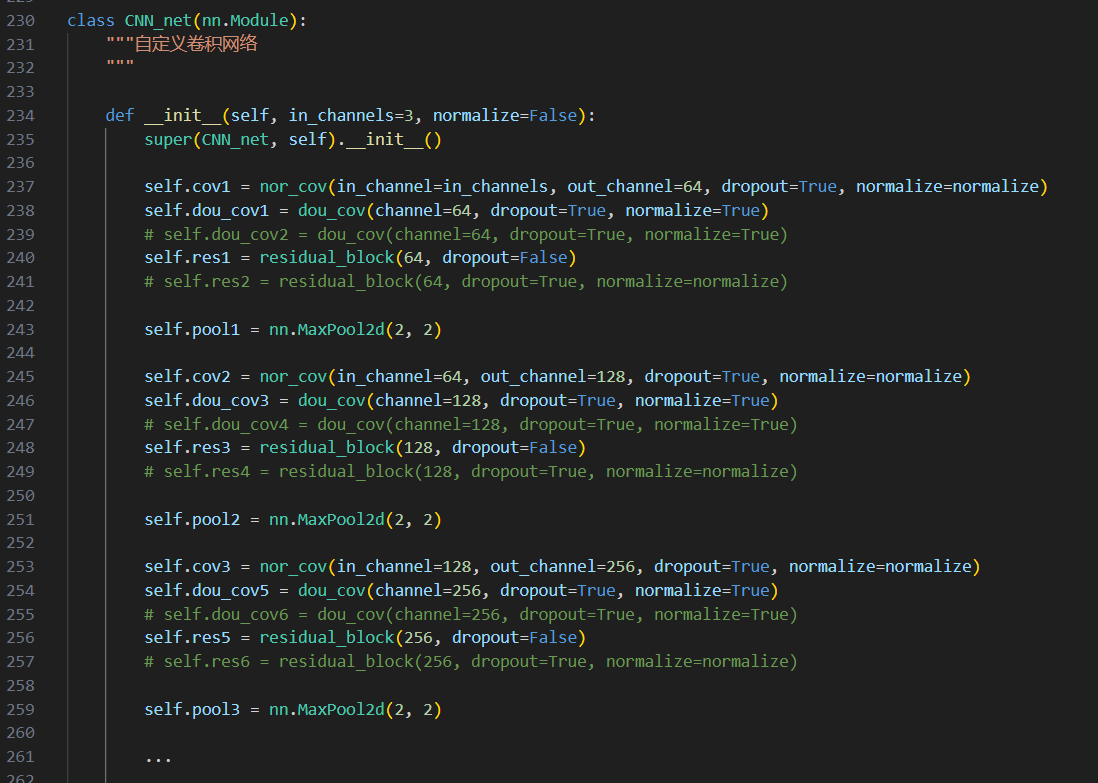 230 class CNN_net(nn.Module):
231 """自定义卷积网络
232 """
233
234 def __init__(self, in_channels=3, normalize=False):
235 super(CNN_net, self).__init__()
236
237 self.cov1 = nor_cov(in_channel=in_channels, out_channel=64, dropout=True, normalize=normalize)
238 self.dou_cov1 = dou_cov(channel=64, dropout=True, normalize=True)
239 # self.dou_cov2 = dou_cov(channel=64, dropout=True, normalize=True)
240 self.res1 = residual_block(64, dropout=False)
241 # self.res2 = residual_block(64, dropout=True, normalize=normalize)
242
243 self.pool1 = nn.MaxPool2d(2, 2)
244
245 self.cov2 = nor_cov(in_channel=64, out_channel=128, dropout=True, normalize=normalize)
246 self.dou_cov3 = dou_cov(channel=128, dropout=True, normalize=True)
247 # self.dou_cov4 = dou_cov(channel=128, dropout=True, normalize=True)
248 self.res3 = residual_block(128, dropout=False)
249 # self.res4 = residual_block(128, dropout=True, normalize=normalize)
250
251 self.pool2 = nn.MaxPool2d(2, 2)
252
253 self.cov3 = nor_cov(in_channel=128, out_channel=256, dropout=True, normalize=normalize)
254 self.dou_cov5 = dou_cov(channel=256, dropout=True, normalize=True)
255 # self.dou_cov6 = dou_cov(channel=256, dropout=True, normalize=True)
256 self.res5 = residual_block(256, dropout=False)
257 # self.res6 = residual_block(256, dropout=True, normalize=normalize)
258
259 self.pool3 = nn.MaxPool2d(2, 2)
260
261 ...
262